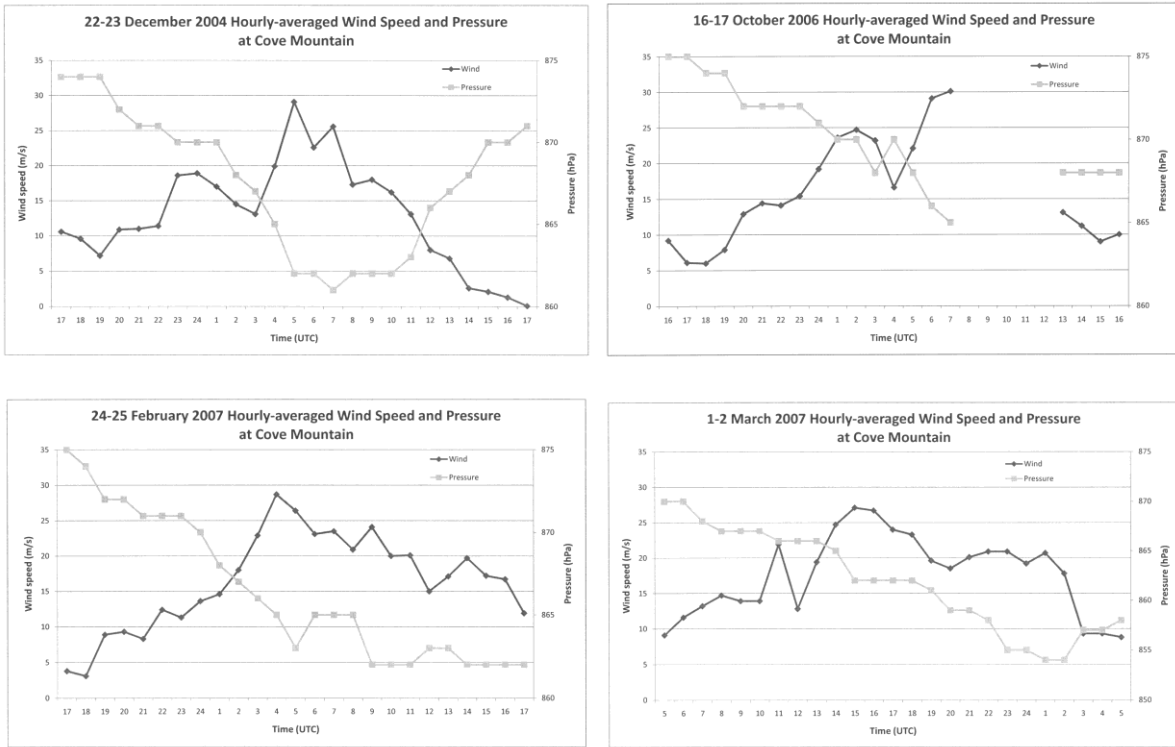 22-23 December 2004 Hourly-averaged Wind Speed and Pressure
at Cove Mountain
35
30
25
20
15
10
5
0
Wind speed (m/s)
Wind
Pressure
875
870
865
860
Pressure (hPa)
17 18 19 20 21 22 23 24 1 2 3 4 5 6 7 8 9 10 11 12 13 14 15 16 17
Time (UTC)
16-17 October 2006 Hourly-averaged Wind Speed and Pressure
at Cove Mountain
35
30
25
20
15
10
5
0
Wind speed (m/s)
Wind
Pressure
875
870
865
860
Pressure (hPa)
16 17 18 19 20 21 22 23 24 1 2 3 4 5 6 7 8 9 10 11 12 13 14 15 16
Time (UTC)
24-25 February 2007 Hourly-averaged Wind Speed and Pressure
at Cove Mountain
35
30
25
20
15
10
5
0
Wind speed (m/s)
Wind
Pressure
875
870
865
860
Pressure (hPa)
17 18 19 20 21 22 23 24 1 2 3 4 5 6 7 8 9 10 11 12 13 14 15 16 17
Time (UTC)
1-2 March 2007 Hourly-averaged Wind Speed and Pressure
at Cove Mountain
35
30
25
20
15
10
5
0
Wind speed (m/s)
Wind
Pressure
875
870
865
860
855
850
Pressure (hPa)
5 6 7 8 9 10 11 12 13 14 15 16 17 18 19 20 21 22 23 24 1 2 3 4 5
Time (UTC)